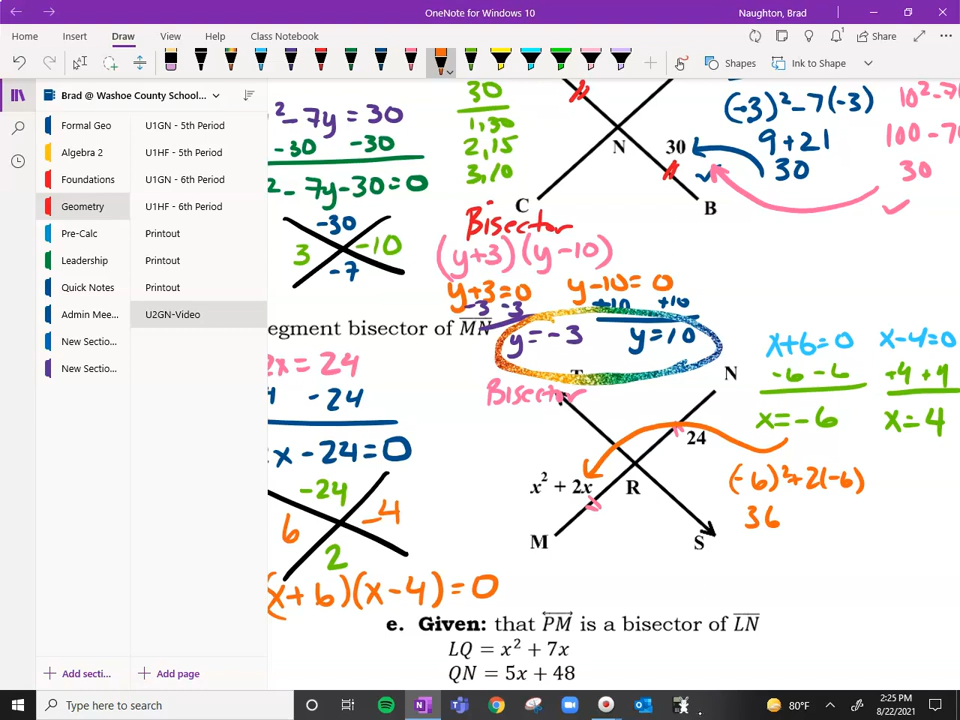 OneNote for Windows 10
Naughton, Brad
Home Insert Draw View Help Class Notebook
Share
Shapes
Ink to Shape
Brad @ Washoe County School...
Formal Geo
Algebra 2
Foundations
Geometry
Pre-Calc
Leadership
Quick Notes
Admin Mee...
New Sectio...
New Sectio...
U1GN - 5th Period
U1HF - 5th Period
U1GN - 6th Period
U1HF - 6th Period
Printout
Printout
Printout
U2GN-Video
Add secti...
Add page
² - 7y = 30
-30 -30
² - 7y - 30 = 0
-30
3 -10
-7
30
1,30
2,15
3,10
N
30
C
B
Bisector
(-3)² - 7(-3)
9 + 21
30
10² - 7(
100 - 70
30
(y+3)(y-10)
y+3=0
-3 -3
y=-3
y-10=0
+10 +10
y=10
egment bisector of MN
2x = 24
-24
x - 24 = 0
-24
6 -4
2
(x+6)(x-4)=0
Bisector
T
N
24
x² + 2x
R
M
S
x+6=0
-6 -6
x=-6
x-4=0
+4 +4
x=4
(-6)²+2(-6)
36
e. Given: that PM is a bisector of LN
LQ = x² + 7x
QN = 5x + 48
Type here to search
80°F
2:25 PM
8/22/2021